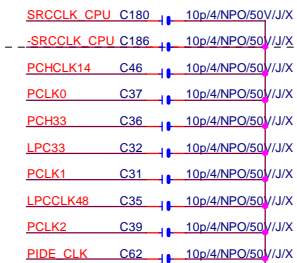 SRCCLK_CPU C180 10p/4/NPO/50V/J/X
-SRCCLK_CPU C186 10p/4/NPO/50V/J/X
PCHCLK14 C46 10p/4/NPO/50V/J/X
PCLK0 C37 10p/4/NPO/50V/J/X
PCH33 C36 10p/4/NPO/50V/J/X
LPC33 C32 10p/4/NPO/50V/J/X
PCLK1 C31 10p/4/NPO/50V/J/X
LPCCLK48 C35 10p/4/NPO/50V/J/X
PCLK2 C39 10p/4/NPO/50V/J/X
PIDE_CLK C62 10p/4/NPO/50V/J/X